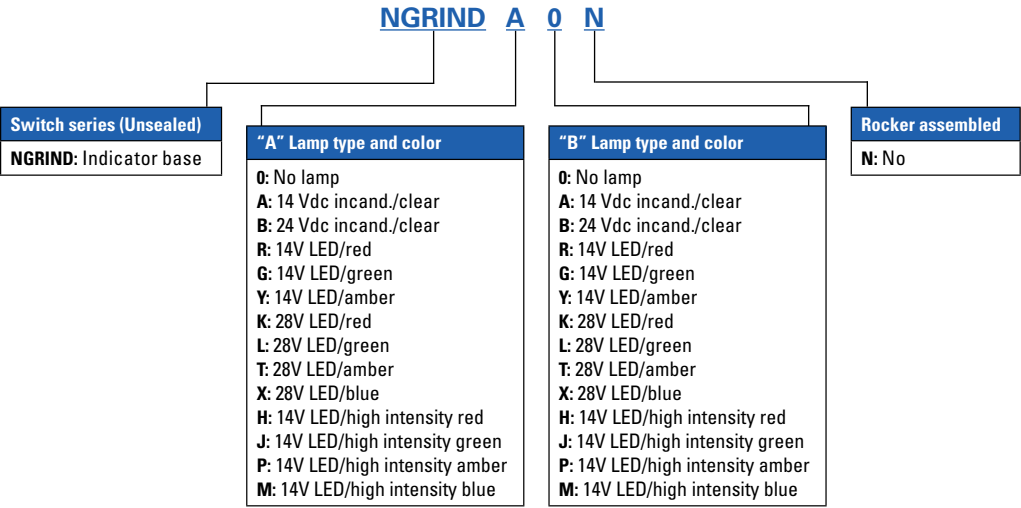 NGRIND A 0 N
Switch series (Unsealed)
NGRIND: Indicator base
“A” Lamp type and color
0: No lamp
A: 14 Vdc incand./clear
B: 24 Vdc incand./clear
R: 14V LED/red
G: 14V LED/green
Y: 14V LED/amber
K: 28V LED/red
L: 28V LED/green
T: 28V LED/amber
X: 28V LED/blue
H: 14V LED/high intensity red
J: 14V LED/high intensity green
P: 14V LED/high intensity amber
M: 14V LED/high intensity blue
“B” Lamp type and color
0: No lamp
A: 14 Vdc incand./clear
B: 24 Vdc incand./clear
R: 14V LED/red
G: 14V LED/green
Y: 14V LED/amber
K: 28V LED/red
L: 28V LED/green
T: 28V LED/amber
X: 28V LED/blue
H: 14V LED/high intensity red
J: 14V LED/high intensity green
P: 14V LED/high intensity amber
M: 14V LED/high intensity blue
Rocker assembled
N: No